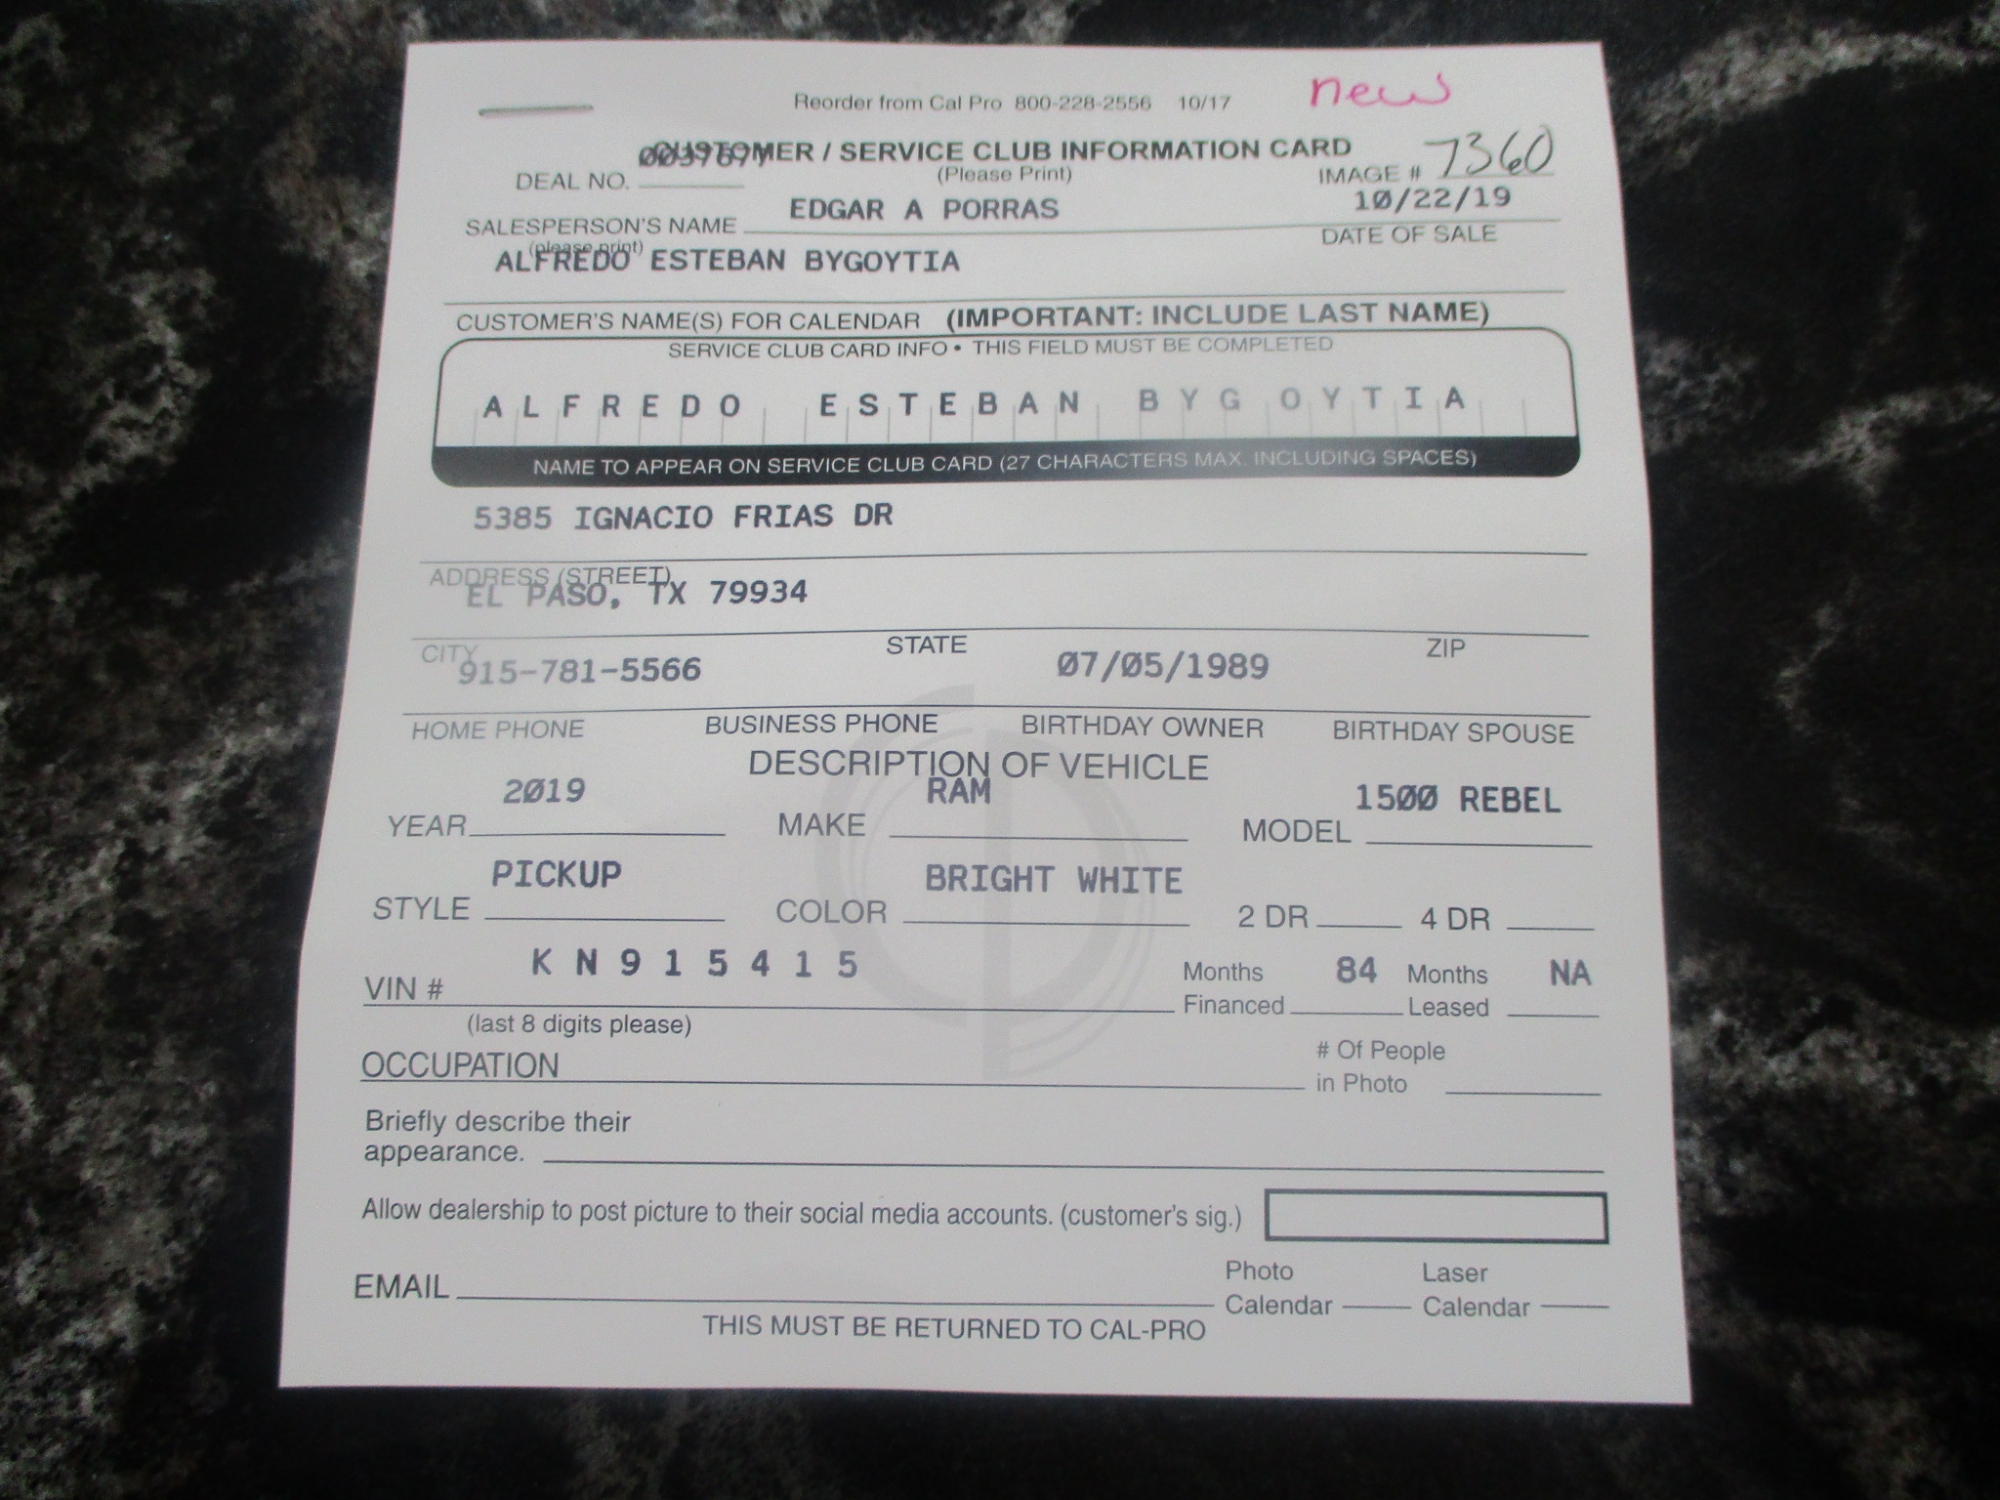 new
Reorder from Cal Pro 800-228-2556 10/17
CUSTOMER / SERVICE CLUB INFORMATION CARD
(Please Print)
DEAL NO. IMAGE # 7360
EDGAR A PORRAS 10/22/19
SALESPERSON'S NAME DATE OF SALE
(please print)
ALFREDO ESTEBAN BYGOYTIA
CUSTOMER'S NAME(S) FOR CALENDAR (IMPORTANT: INCLUDE LAST NAME)
SERVICE CLUB CARD INFO • THIS FIELD MUST BE COMPLETED
ALFREDO ESTEBAN BYGOYTIA
NAME TO APPEAR ON SERVICE CLUB CARD (27 CHARACTERS MAX. INCLUDING SPACES)
5385 IGNACIO FRIAS DR
ADDRESS (STREET)
EL PASO, TX 79934
CITY STATE ZIP
915-781-5566 07/05/1989
HOME PHONE BUSINESS PHONE BIRTHDAY OWNER BIRTHDAY SPOUSE
DESCRIPTION OF VEHICLE
2019 RAM 1500 REBEL
YEAR MAKE MODEL
PICKUP BRIGHT WHITE
STYLE COLOR 2 DR 4 DR
KN915415 Months 84 Months NA
VIN # Financed Leased
(last 8 digits please)
OCCUPATION # Of People
in Photo
Briefly describe their
appearance.
Allow dealership to post picture to their social media accounts. (customer's sig.)
Photo Laser
EMAIL Calendar Calendar
THIS MUST BE RETURNED TO CAL-PRO